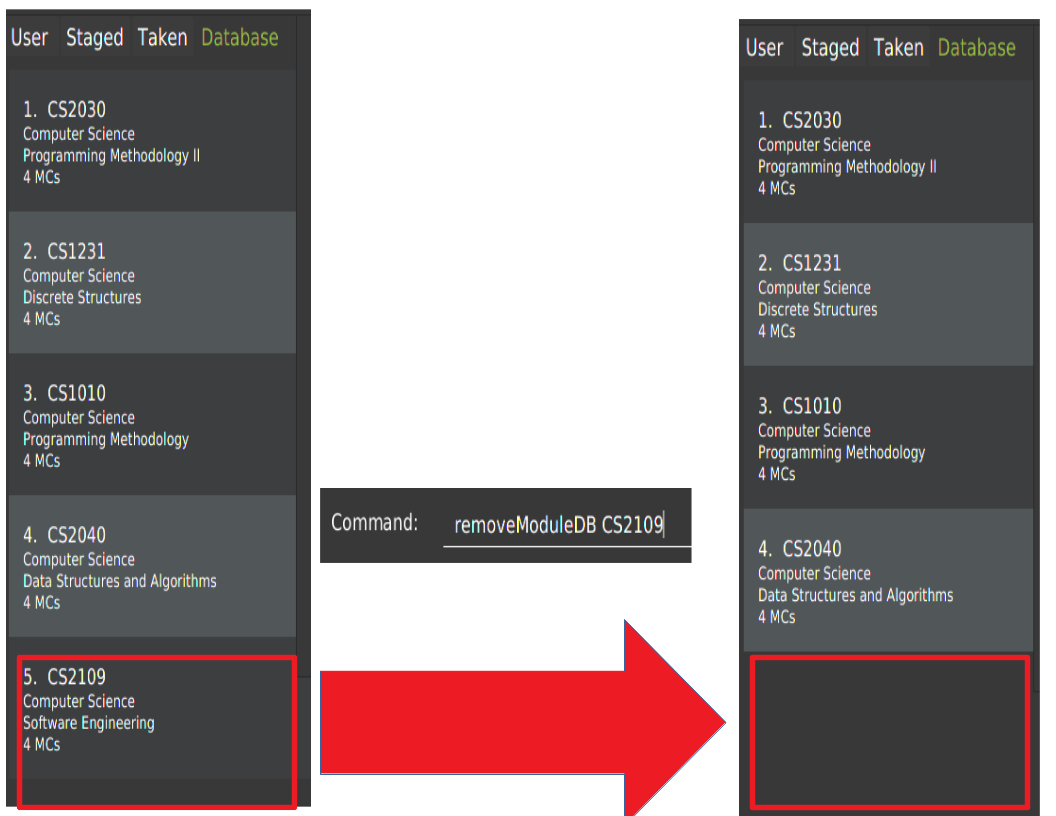 User Staged Taken Database
1. CS2030
Computer Science
Programming Methodology II
4 MCs
2. CS1231
Computer Science
Discrete Structures
4 MCs
3. CS1010
Computer Science
Programming Methodology
4 MCs
4. CS2040
Computer Science
Data Structures and Algorithms
4 MCs
5. CS2109
Computer Science
Software Engineering
4 MCs
Command: removeModuleDB CS2109
User Staged Taken Database
1. CS2030
Computer Science
Programming Methodology II
4 MCs
2. CS1231
Computer Science
Discrete Structures
4 MCs
3. CS1010
Computer Science
Programming Methodology
4 MCs
4. CS2040
Computer Science
Data Structures and Algorithms
4 MCs